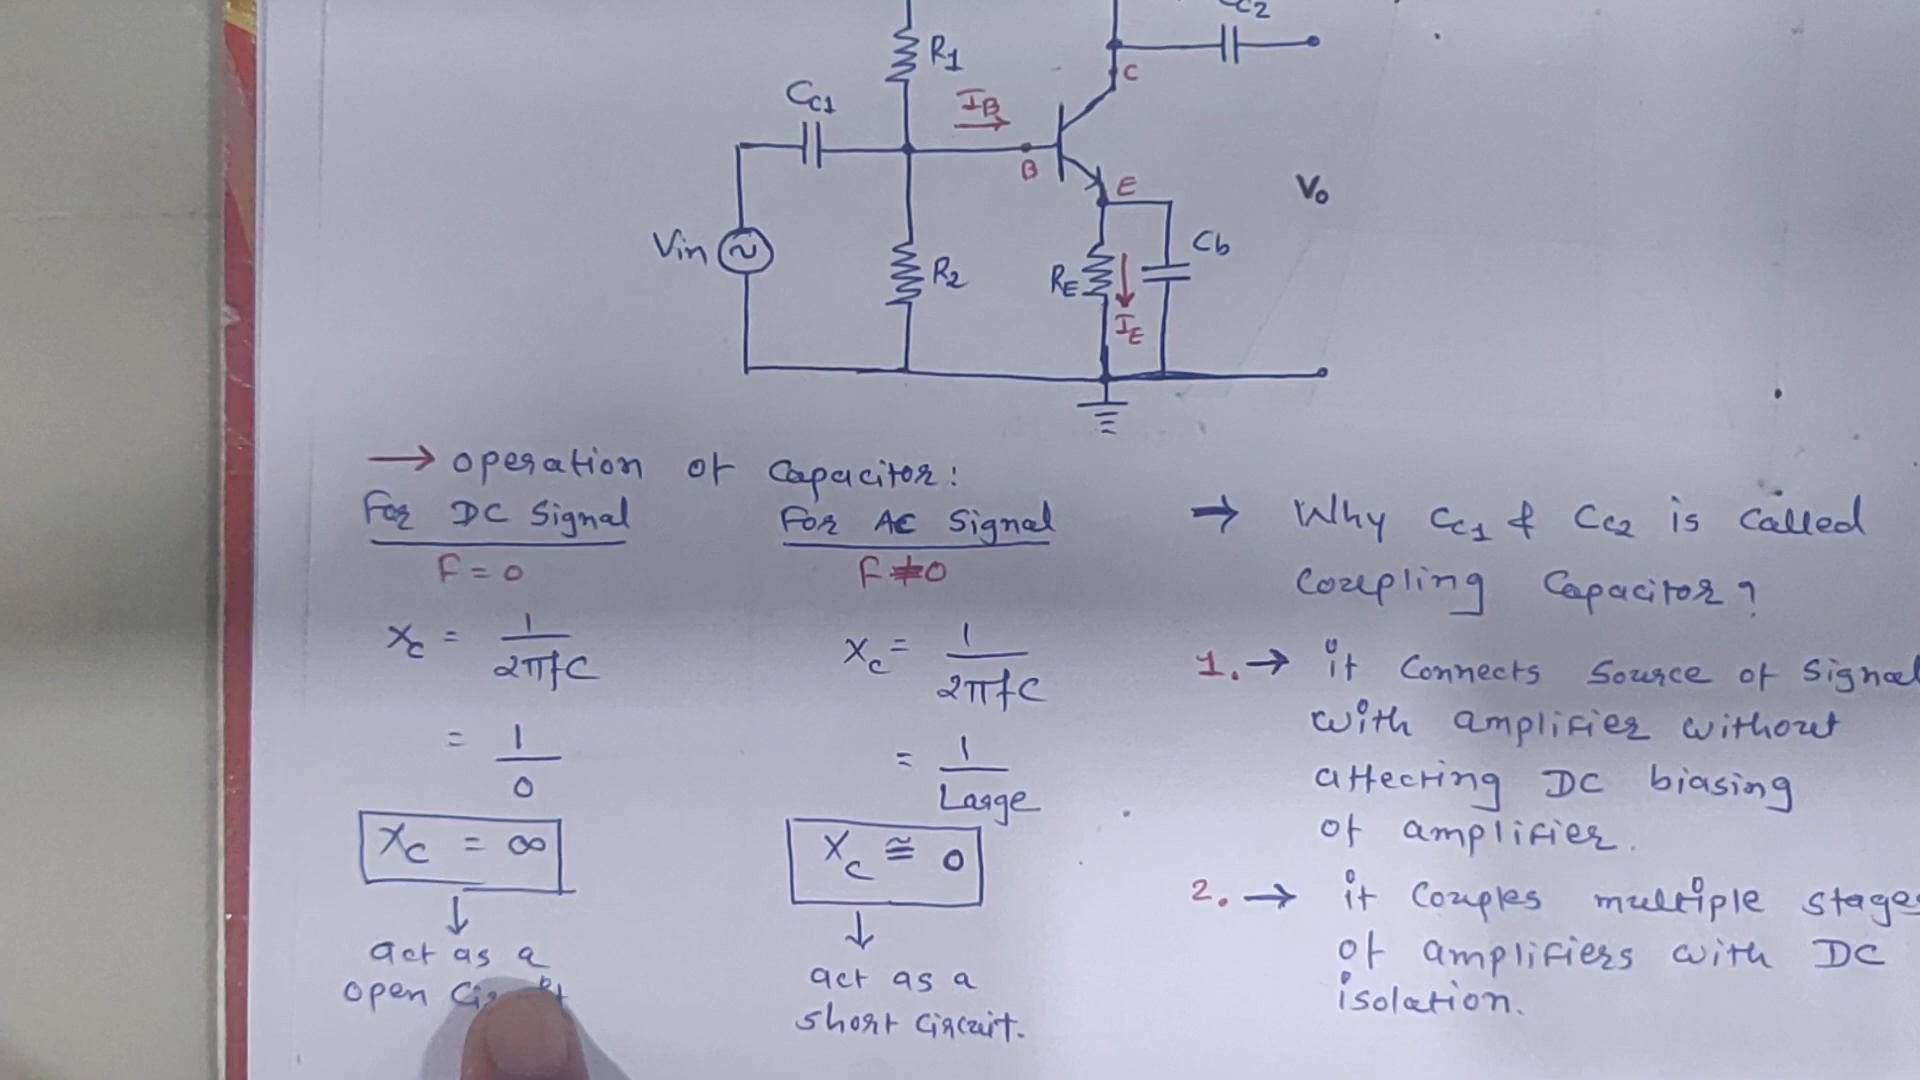 Cc2
R1
C
Cc1
IB
B
E
Vo
Vin
R2
RE
Cb
IE
→ operation of capacitor:
For DC Signal
F = 0
Xc = 1/2πfC
= 1/0
Xc = ∞
↓
act as a
open
For AC Signal
F ≠ 0
Xc = 1/2πfC
= 1/Large
Xc ≅ 0
↓
act as a
short circuit.
→ Why Cc1 & Cc2 is called
coupling capacitor?
1. → it connects source of signal
with amplifier without
affecting DC biasing
of amplifier.
2. → it couples multiple stages
of amplifiers with DC
isolation.